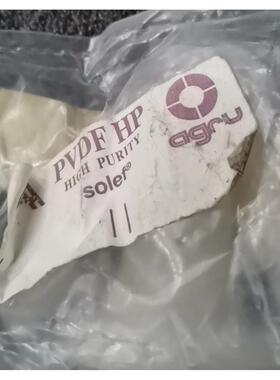 PVDF HP
HIGH PURITY
solef®
agru